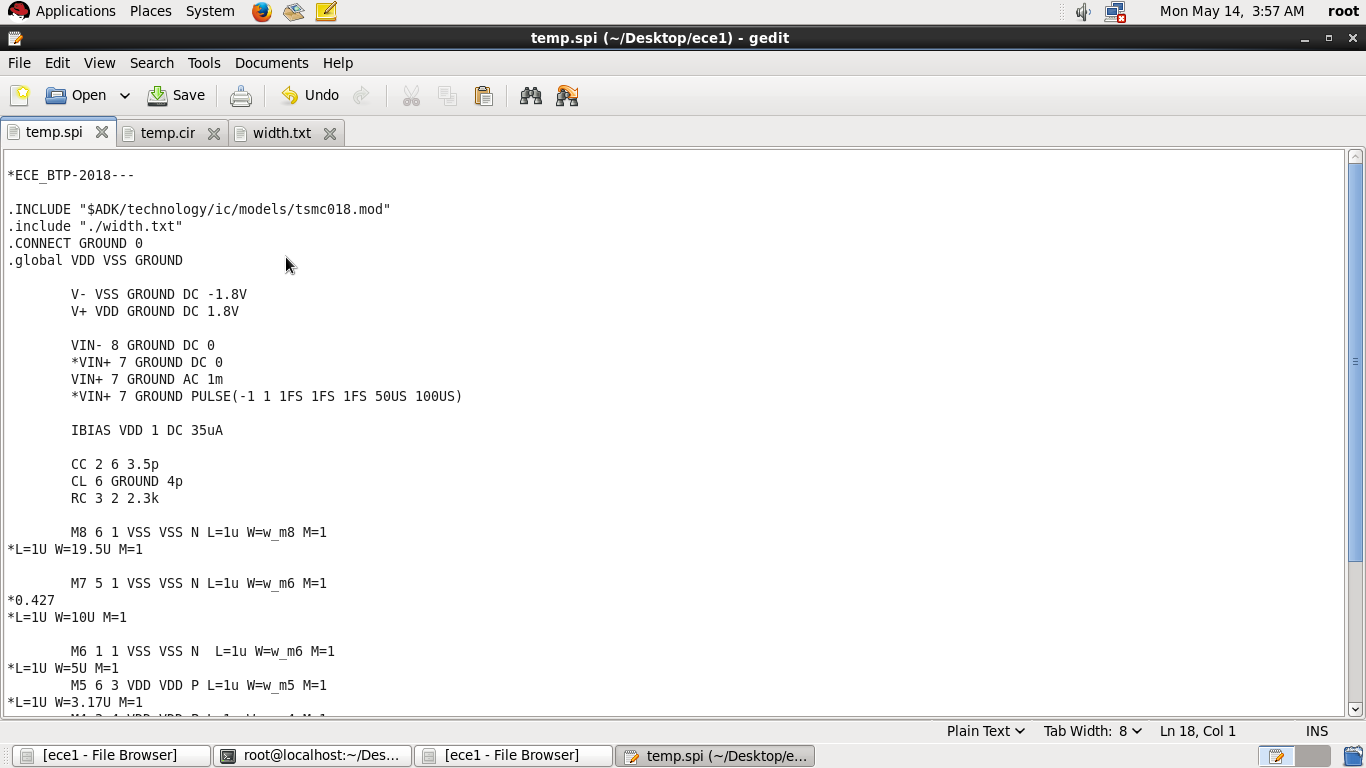 Applications Places System Mon May 14, 3:57 AM root
temp.spi (~/Desktop/ece1) - gedit
File Edit View Search Tools Documents Help
Open Save Undo
temp.spi temp.cir width.txt
*ECE_BTP-2018---
.INCLUDE "$ADK/technology/ic/models/tsmc018.mod"
.include "./width.txt"
.CONNECT GROUND 0
.global VDD VSS GROUND
V- VSS GROUND DC -1.8V
V+ VDD GROUND DC 1.8V
VIN- 8 GROUND DC 0
*VIN+ 7 GROUND DC 0
VIN+ 7 GROUND AC 1m
*VIN+ 7 GROUND PULSE(-1 1 1FS 1FS 1FS 50US 100US)
IBIAS VDD 1 DC 35uA
CC 2 6 3.5p
CL 6 GROUND 4p
RC 3 2 2.3k
M8 6 1 VSS VSS N L=1u W=w_m8 M=1
*L=1U W=19.5U M=1
M7 5 1 VSS VSS N L=1u W=w_m6 M=1
*0.427
*L=1U W=10U M=1
M6 1 1 VSS VSS N  L=1u W=w_m6 M=1
*L=1U W=5U M=1
M5 6 3 VDD VDD P L=1u W=w_m5 M=1
*L=1U W=3.17U M=1
Plain Text Tab Width: 8 Ln 18, Col 1 INS
[ece1 - File Browser] root@localhost:~/Des... [ece1 - File Browser] temp.spi (~/Desktop/e...